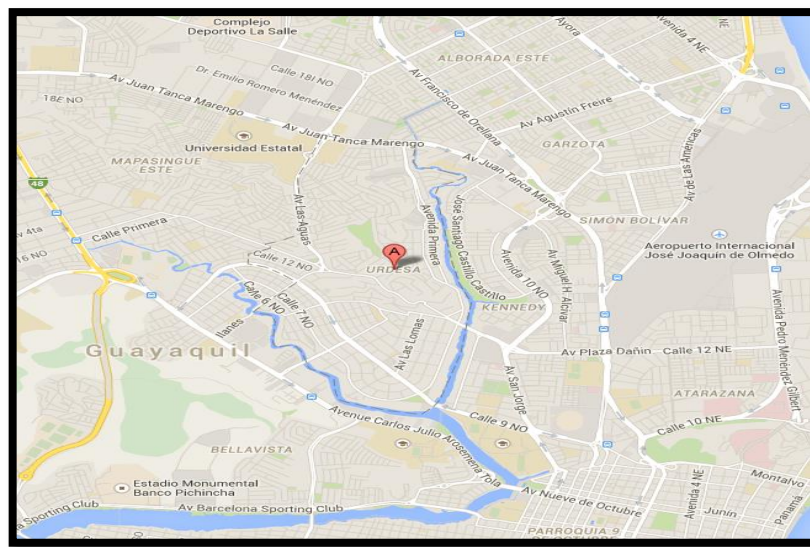 Complejo
Deportivo La Salle
Ayora
Avenida 4 NE
Calle 18I NO
ALBORADA ESTE
Dr. Emilio Romero Menéndez
Av Francisco de Orellana
18E NO
Av Juan Tanca Marengo
Av Agustín Freire
Av Juan Tanca Marengo
Universidad Estatal
GARZOTA
Av de Las Américas
MAPASINGUE
ESTE
Av Juan Tanca Marengo
48
Av Las Aguas
Avenida Primera
José Santiago Castillo Castillo
SIMÓN BOLÍVAR
Calle Primera
Av 4ta
Aeropuerto Internacional
José Joaquín de Olmedo
16 NO
A
Calle 12 NO
URDESA
Avenida 10 NO
Av Miguel H. Alcivar
Calle 6 NO
Calle 7 NO
KENNEDY
Avenida Pedro Menéndez Gilbert
llanes
Av Las Lomas
Guayaquil
Av Plaza Dañin
Calle 12 NE
Av San Jorge
ATARAZANA
Avenue Carlos Julio Arosemena Tola
Calle 9 NO
Calle 10 NE
BELLAVISTA
Estadio Monumental
Banco Pichincha
Montalvo
a Sporting Club
Av Barcelona Sporting Club
Av Nueve de Octubre
Avenida 4 NE
Junín
Panamá
PARROQUIA 9
DE OCTUBRE